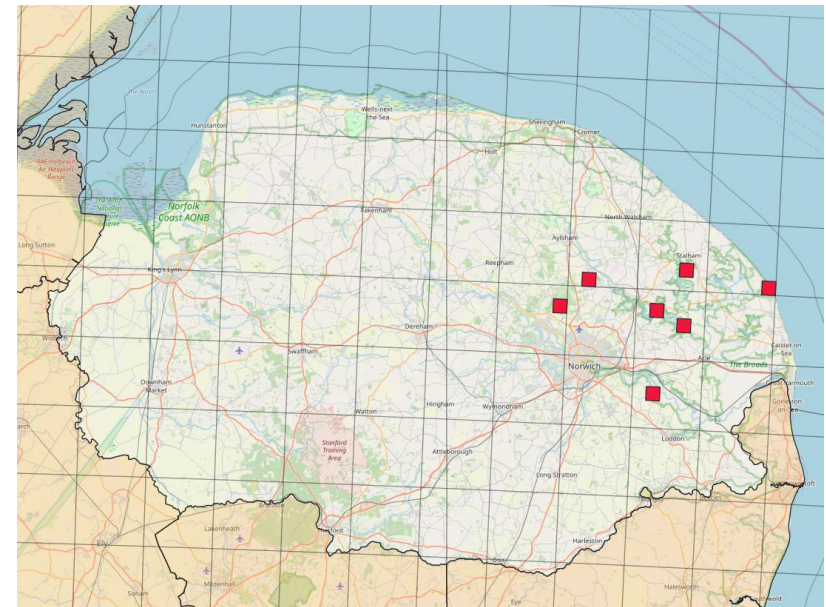 The Wash
Wells-next
the-Sea
Hunstanton
Sheringham
Cromer
Holt
RAF Holbeach
Air Weapons
Range
Norfolk
Coast AONB
Fakenham
North Walsham
Long Sutton
Aylsham
Stalham
Reepham
King's Lynn
Dereham
Wisbech
Swaffham
Norwich
Acle
The Broads
Caister-on
Sea
Great Yarmouth
Gorleston
-on-Sea
Downham
Market
Watton
Hingham
Wymondham
Stanford
Training
Area
Attleborough
Loddon
Long Stratton
Lakenheath
Thetford
Harleston
Ely
Diss
Mildenhall
Soham
Eye
Halesworth